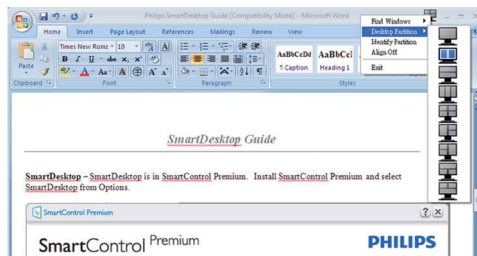 Philips SmartDesktop Guide [Compatibility Mode] - Microsoft Word
Home Insert Page Layout References Mailings Review View
Find Windows
Desktop Partition
Identify Partition
Align Off
Exit
Times New Roma 10
Paste
AaBbCcDd AaBbCcI
¶ Caption Heading 1
Clipboard Font Paragraph Styles
SmartDesktop Guide
SmartDesktop – SmartDesktop is in SmartControl Premium. Install SmartControl Premium and select
SmartDesktop from Options.
SmartControl Premium
SmartControl Premium
PHILIPS